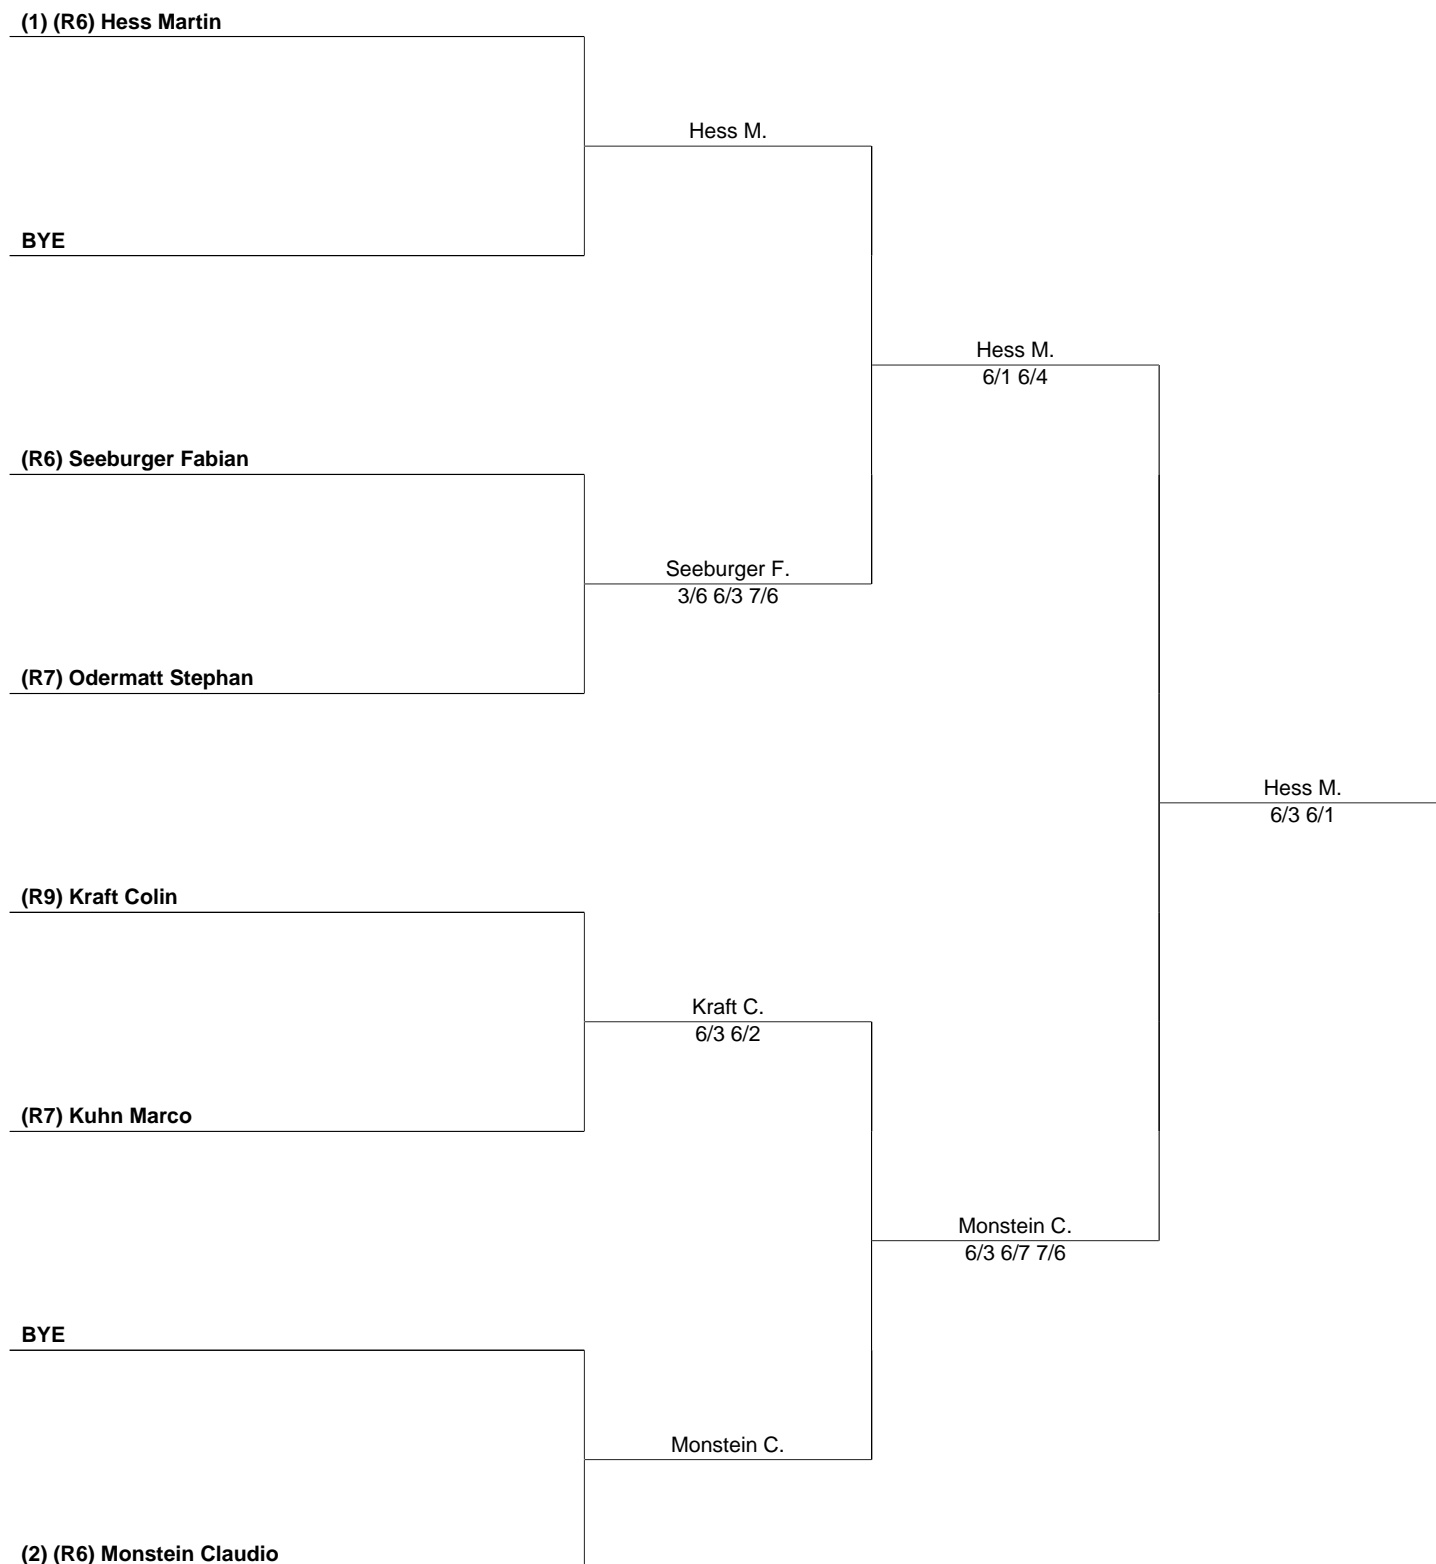 (1) (R6) Hess Martin
Hess M.
BYE
Hess M.
6/1 6/4
(R6) Seeburger Fabian
Seeburger F.
3/6 6/3 7/6
(R7) Odermatt Stephan
Hess M.
6/3 6/1
(R9) Kraft Colin
Kraft C.
6/3 6/2
(R7) Kuhn Marco
Monstein C.
6/3 6/7 7/6
BYE
Monstein C.
(2) (R6) Monstein Claudio